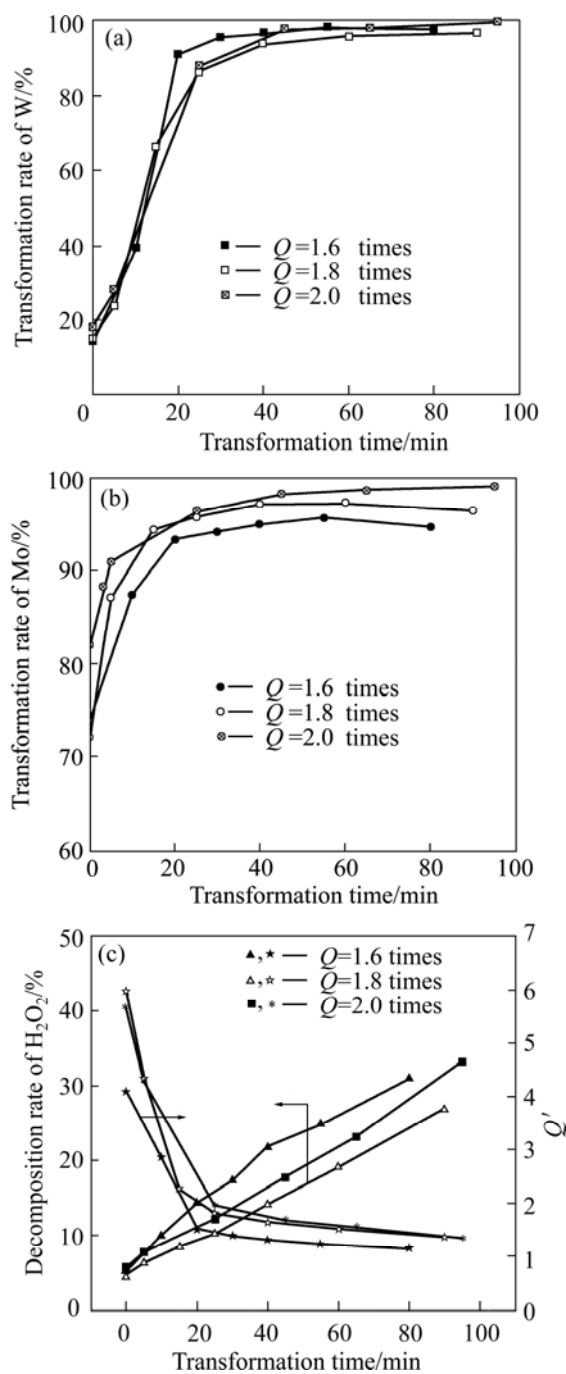 (a)
Transformation rate of W/%
100
80
60
40
20
Q=1.6 times
Q=1.8 times
Q=2.0 times
0 20 40 60 80 100
Transformation time/min
(b)
Transformation rate of Mo/%
100
90
80
70
60
Q=1.6 times
Q=1.8 times
Q=2.0 times
0 20 40 60 80 100
Transformation time/min
(c)
Decomposition rate of H₂O₂/%
50
40
30
20
10
0
▲,★ Q=1.6 times
△,☆ Q=1.8 times
■,* Q=2.0 times
7
6
5
4
3
2
1
0
Q′
0 20 40 60 80 100
Transformation time/min